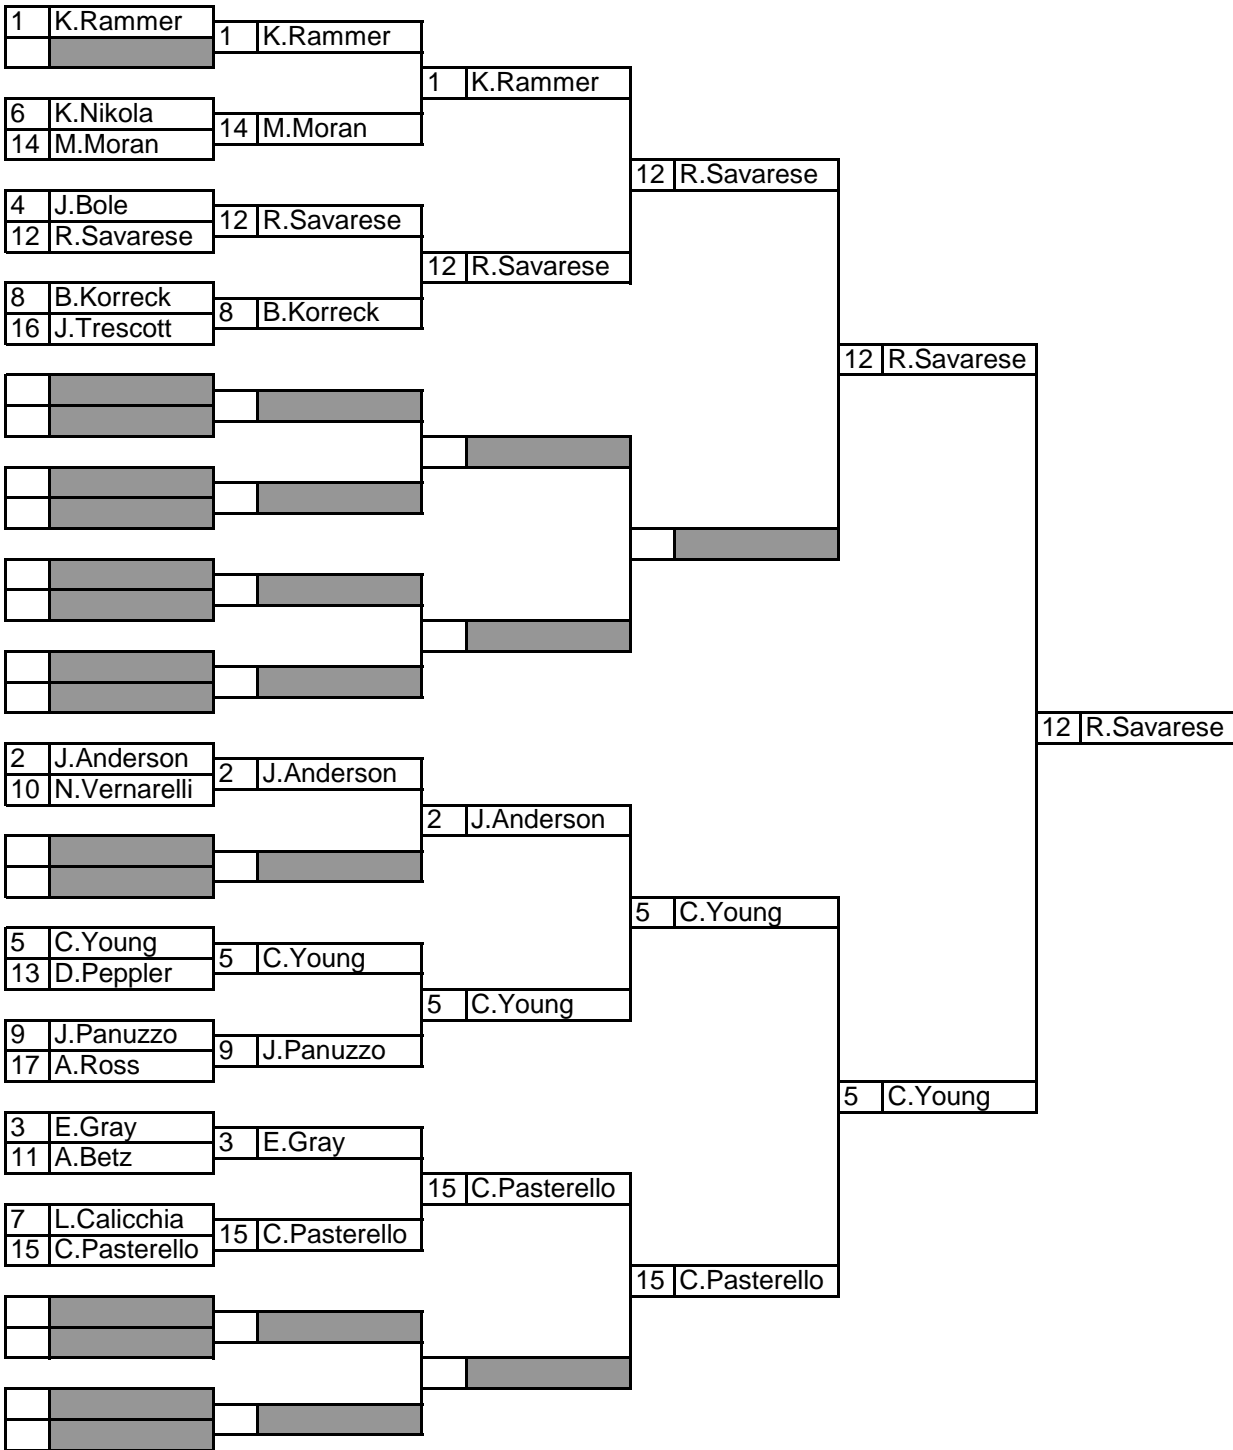 1 K.Rammer
1 K.Rammer
1 K.Rammer
6 K.Nikola
14 M.Moran
14 M.Moran
12 R.Savarese
4 J.Bole
12 R.Savarese
12 R.Savarese
12 R.Savarese
8 B.Korreck
16 J.Trescott
8 B.Korreck
12 R.Savarese
12 R.Savarese
2 J.Anderson
10 N.Vernarelli
2 J.Anderson
2 J.Anderson
5 C.Young
5 C.Young
13 D.Peppler
5 C.Young
5 C.Young
9 J.Panuzzo
17 A.Ross
9 J.Panuzzo
5 C.Young
3 E.Gray
11 A.Betz
3 E.Gray
15 C.Pasterello
7 L.Calicchia
15 C.Pasterello
15 C.Pasterello
15 C.Pasterello